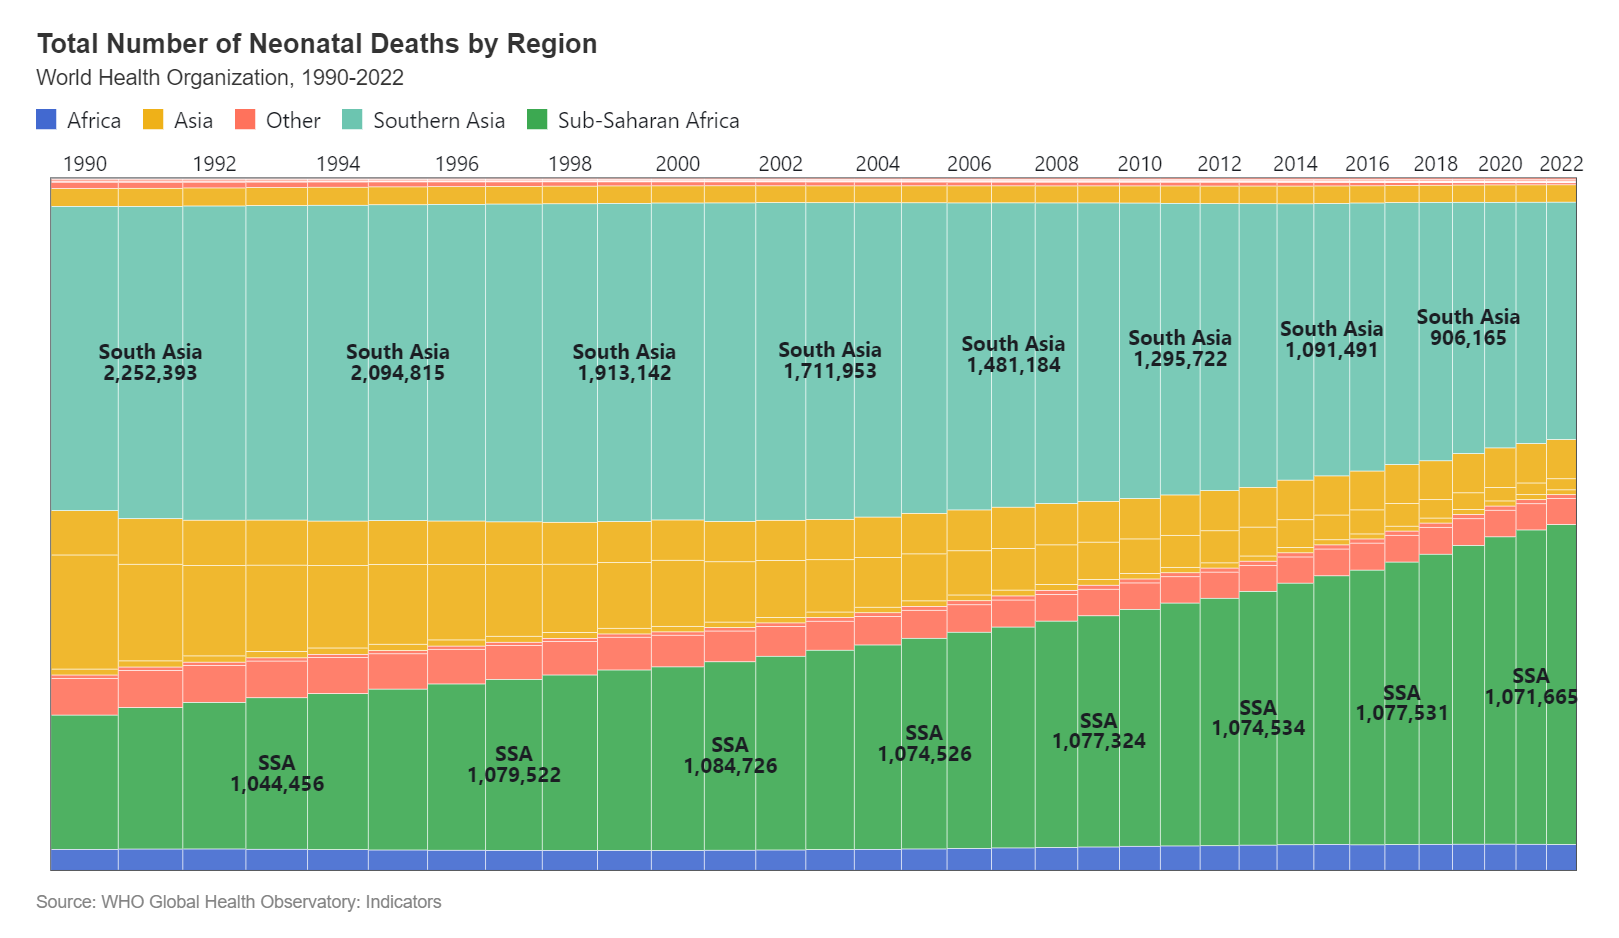 Total Number of Neonatal Deaths by Region
World Health Organization, 1990-2022
Africa Asia Other Southern Asia Sub-Saharan Africa
1990 1992 1994 1996 1998 2000 2002 2004 2006 2008 2010 2012 2014 2016 2018 2020 2022
South Asia
2,252,393
South Asia
2,094,815
South Asia
1,913,142
South Asia
1,711,953
South Asia
1,481,184
South Asia
1,295,722
South Asia
1,091,491
South Asia
906,165
SSA
1,044,456
SSA
1,079,522
SSA
1,084,726
SSA
1,074,526
SSA
1,077,324
SSA
1,074,534
SSA
1,077,531
SSA
1,071,665
Source: WHO Global Health Observatory: Indicators